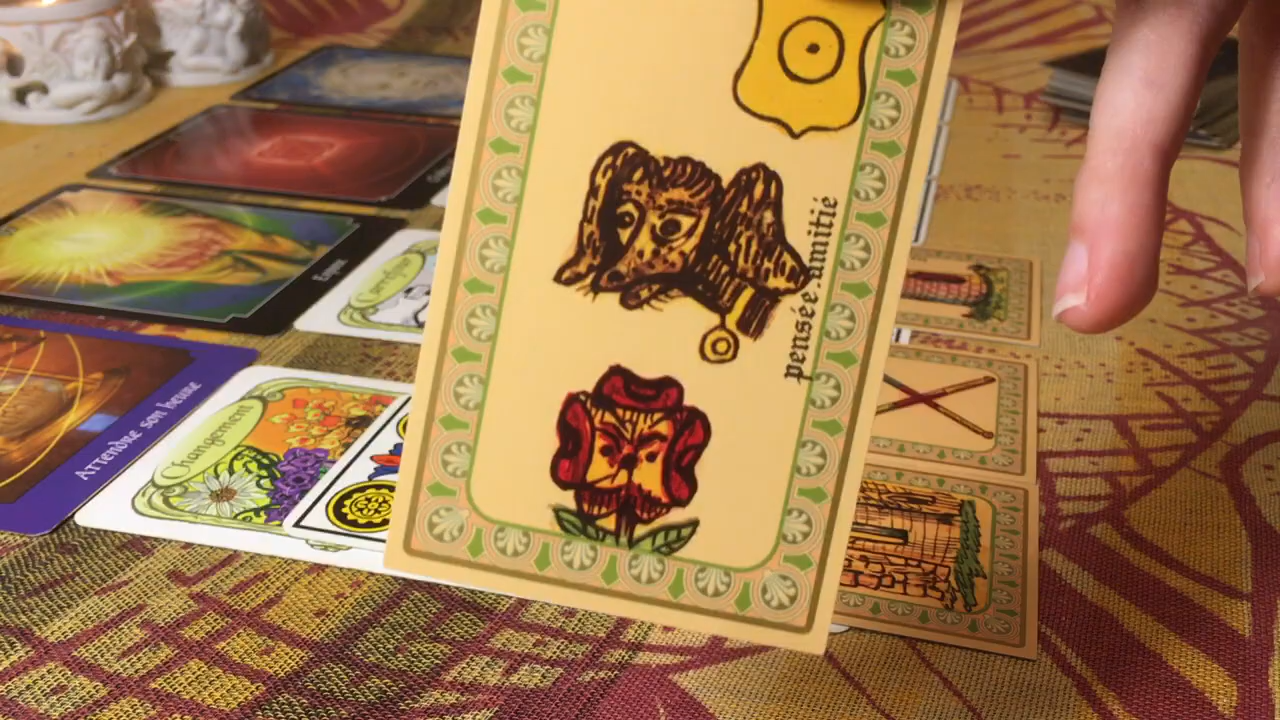 pensée.amitié
Changement
Attendre son heure